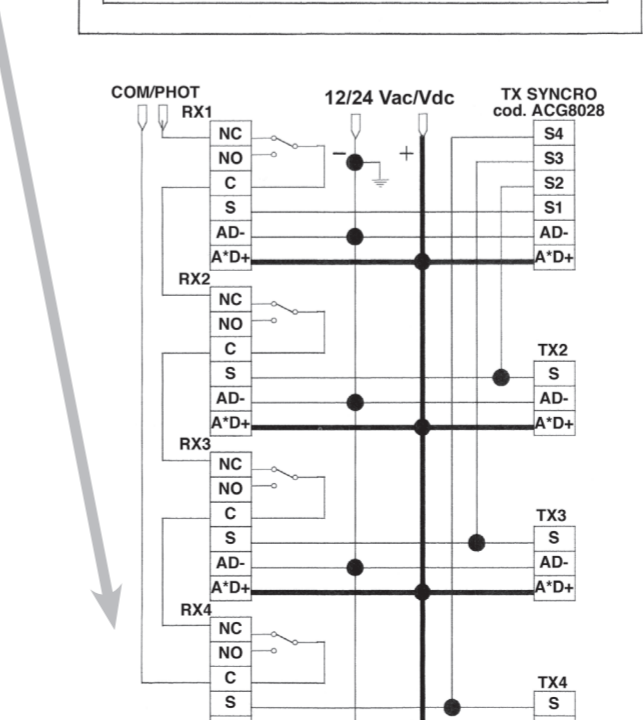 COM/PHOT
12/24 Vac/Vdc
TX SYNCRO
cod. ACG8028
RX1
NC
NO
C
S
AD-
A*D+
− +
S4
S3
S2
S1
AD-
A*D+
RX2
NC
NO
C
S
AD-
A*D+
TX2
S
AD-
A*D+
RX3
NC
NO
C
S
AD-
A*D+
TX3
S
AD-
A*D+
RX4
NC
NO
C
S
TX4
S